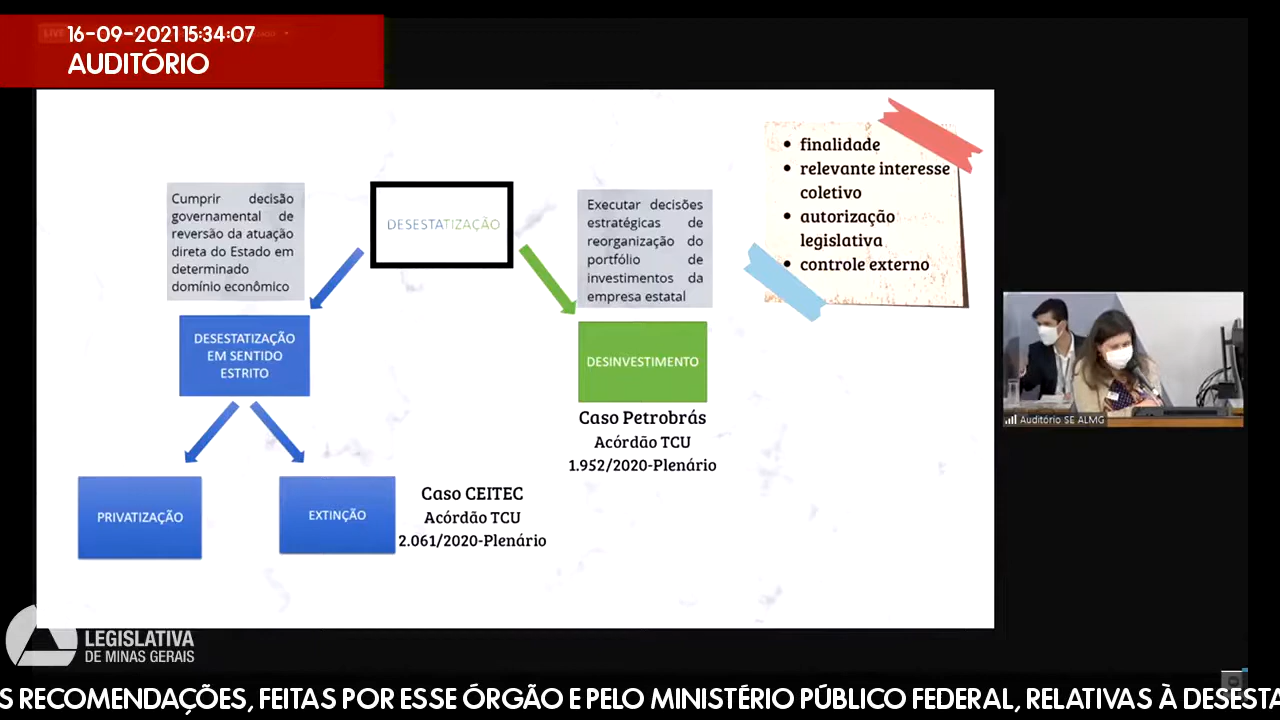 16-09-2021 15:34:07
AUDITÓRIO
Cumprir decisão
governamental de
reversão da atuação
direta do Estado em
determinado
domínio econômico
DESESTATIZAÇÃO
Executar decisões
estratégicas de
reorganização do
portfólio de
investimentos da
empresa estatal
• finalidade
• relevante interesse
coletivo
• autorização
legislativa
• controle externo
DESESTATIZAÇÃO
EM SENTIDO
ESTRITO
DESINVESTIMENTO
Caso Petrobrás
Acórdão TCU
1.952/2020-Plenário
PRIVATIZAÇÃO
EXTINÇÃO
Caso CEITEC
Acórdão TCU
2.061/2020-Plenário
Auditório SE ALMG
LEGISLATIVA
DE MINAS GERAIS
S RECOMENDAÇÕES, FEITAS POR ESSE ÓRGÃO E PELO MINISTÉRIO PÚBLICO FEDERAL, RELATIVAS À DESESTA